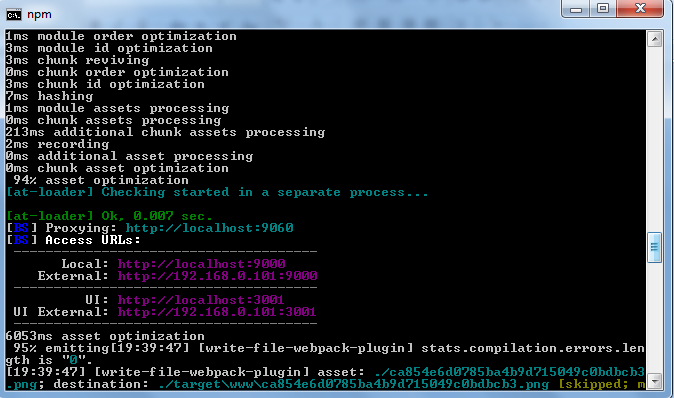 npm
1ms module order optimization
3ms module id optimization
3ms chunk reviving
0ms chunk order optimization
3ms chunk id optimization
7ms hashing
1ms module assets processing
0ms chunk assets processing
213ms additional chunk assets processing
2ms recording
0ms additional asset processing
0ms chunk asset optimization
94% asset optimization
[at-loader] Checking started in a separate process...
[at-loader] Ok, 0.007 sec.
[BS] Proxying: http://localhost:9060
[BS] Access URLs:
--------------------------------------
Local: http://localhost:9000
External: http://192.168.0.101:9000
--------------------------------------
UI: http://localhost:3001
UI External: http://192.168.0.101:3001
--------------------------------------
6053ms asset optimization
95% emitting[19:39:47] [write-file-webpack-plugin] stats.compilation.errors.len
gth is "0".
[19:39:47] [write-file-webpack-plugin] asset: ./ca854e6d0785ba4b9d715049c0bdbcb3
.png; destination: ./target\www\ca854e6d0785ba4b9d715049c0bdbcb3.png [skipped; m